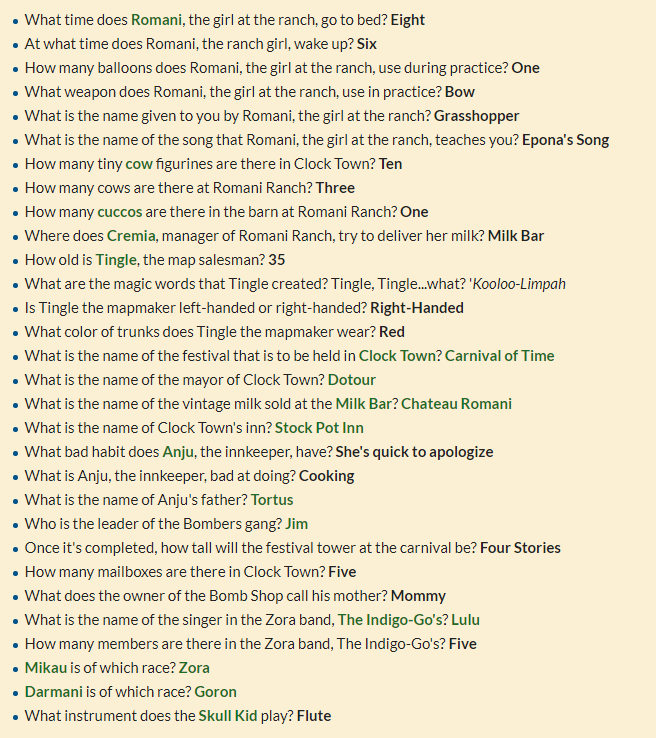 What time does Romani, the girl at the ranch, go to bed? Eight
At what time does Romani, the ranch girl, wake up? Six
How many balloons does Romani, the girl at the ranch, use during practice? One
What weapon does Romani, the girl at the ranch, use in practice? Bow
What is the name given to you by Romani, the girl at the ranch? Grasshopper
What is the name of the song that Romani, the girl at the ranch, teaches you? Epona's Song
How many tiny cow figurines are there in Clock Town? Ten
How many cows are there at Romani Ranch? Three
How many cuccos are there in the barn at Romani Ranch? One
Where does Cremia, manager of Romani Ranch, try to deliver her milk? Milk Bar
How old is Tingle, the map salesman? 35
What are the magic words that Tingle created? Tingle, Tingle...what? 'Kooloo-Limpah
Is Tingle the mapmaker left-handed or right-handed? Right-Handed
What color of trunks does Tingle the mapmaker wear? Red
What is the name of the festival that is to be held in Clock Town? Carnival of Time
What is the name of the mayor of Clock Town? Dotour
What is the name of the vintage milk sold at the Milk Bar? Chateau Romani
What is the name of Clock Town's inn? Stock Pot Inn
What bad habit does Anju, the innkeeper, have? She's quick to apologize
What is Anju, the innkeeper, bad at doing? Cooking
What is the name of Anju's father? Tortus
Who is the leader of the Bombers gang? Jim
Once it's completed, how tall will the festival tower at the carnival be? Four Stories
How many mailboxes are there in Clock Town? Five
What does the owner of the Bomb Shop call his mother? Mommy
What is the name of the singer in the Zora band, The Indigo-Go's? Lulu
How many members are there in the Zora band, The Indigo-Go's? Five
Mikau is of which race? Zora
Darmani is of which race? Goron
What instrument does the Skull Kid play? Flute